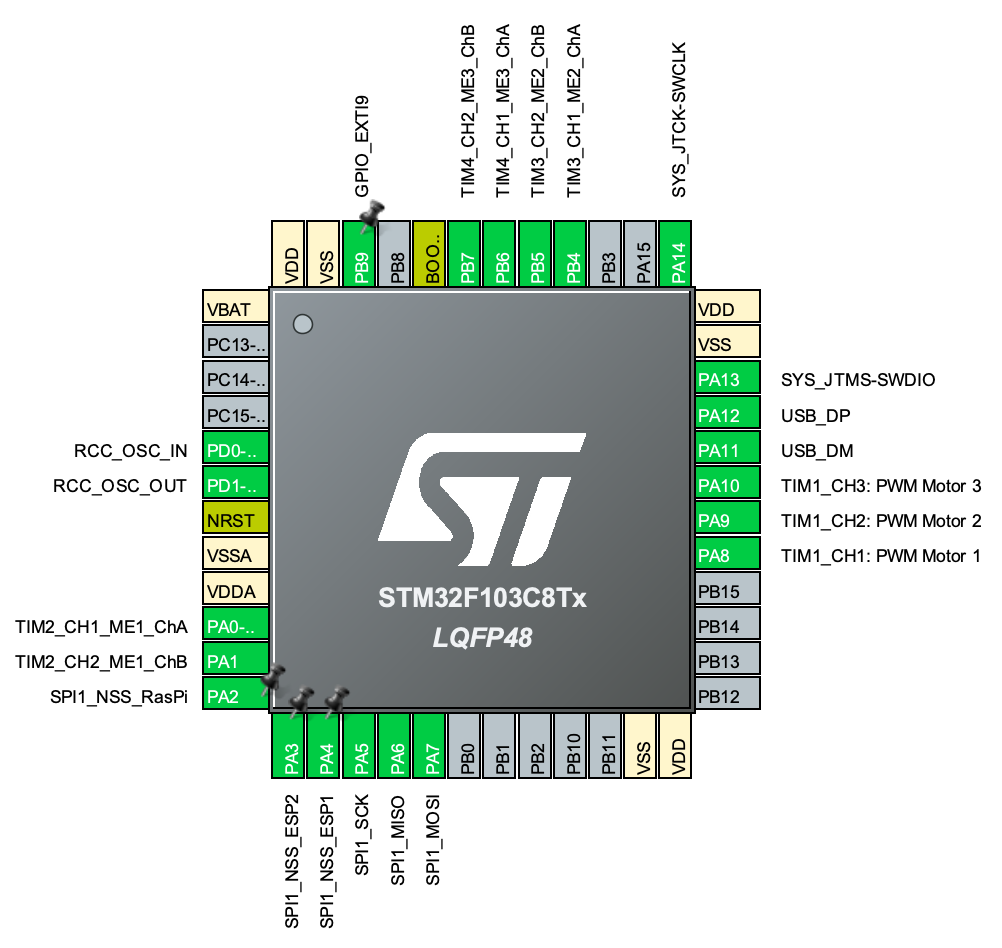 TIM4_CH2_ME3_ChB
TIM4_CH1_ME3_ChA
TIM3_CH2_ME2_ChB
TIM3_CH1_ME2_ChA
SYS_JTCK-SWCLK
GPIO_EXTI9
VDD
VSS
PB9
PB8
BOO..
PB7
PB6
PB5
PB4
PB3
PA15
PA14
VBAT
PC13-..
PC14-..
PC15-..
RCC_OSC_IN PD0-..
RCC_OSC_OUT PD1-..
NRST
VSSA
VDDA
TIM2_CH1_ME1_ChA PA0-..
TIM2_CH2_ME1_ChB PA1
SPI1_NSS_RasPi PA2
ST
STM32F103C8Tx
LQFP48
VDD
VSS
PA13 SYS_JTMS-SWDIO
PA12 USB_DP
PA11 USB_DM
PA10 TIM1_CH3: PWM Motor 3
PA9 TIM1_CH2: PWM Motor 2
PA8 TIM1_CH1: PWM Motor 1
PB15
PB14
PB13
PB12
PA3
PA4
PA5
PA6
PA7
PB0
PB1
PB2
PB10
PB11
VSS
VDD
SPI1_NSS_ESP2
SPI1_NSS_ESP1
SPI1_SCK
SPI1_MISO
SPI1_MOSI